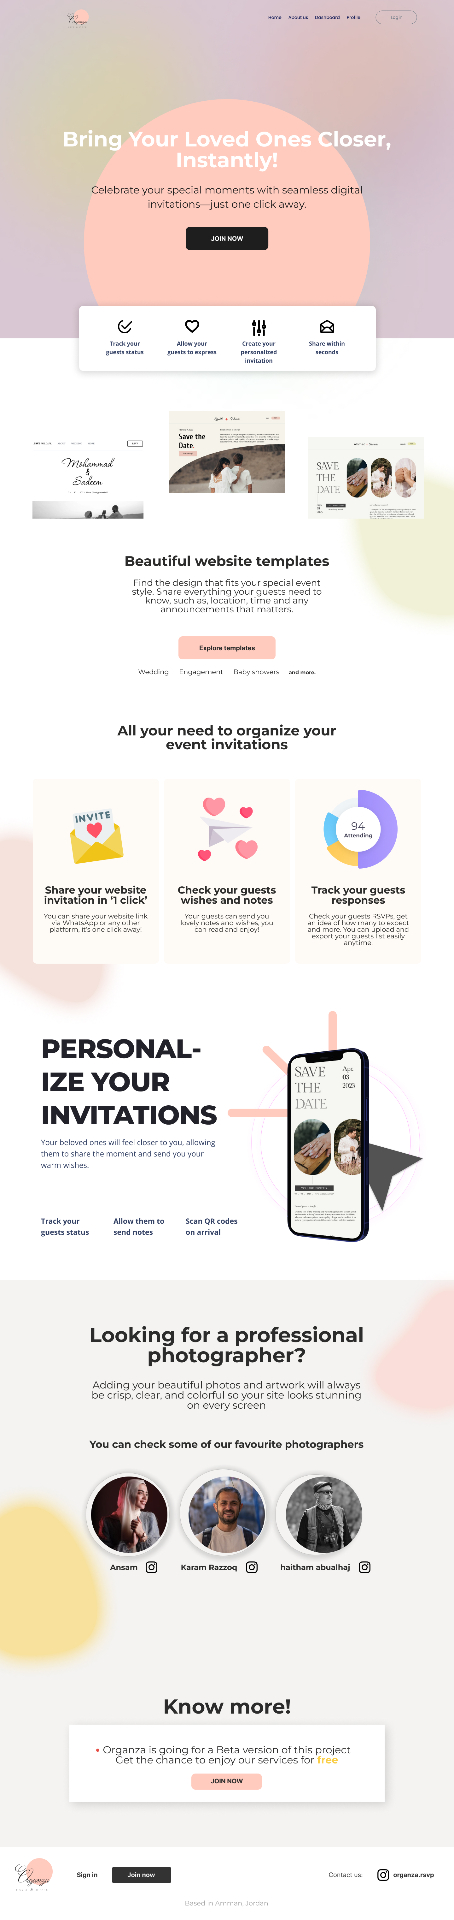 Organza
Home About us Dashboard Profile Login
Bring Your Loved Ones Closer,
Instantly!
Celebrate your special moments with seamless digital
invitations—just one click away.
JOIN NOW
Track your
guests status
Allow your
guests to express
Create your
personalized
invitation
Share within
seconds
Mohammad
&
Sadeem
Save the
Date.
SAVE
THE
DATE
Beautiful website templates
Find the design that fits your special event
style. Share everything your guests need to
know, such as, location, time and any
announcements that matters.
Explore templates
Wedding Engagement Baby showers and more.
All your need to organize your
event invitations
INVITE
94
Attending
Share your website
invitation in ‘1 click’
You can share your website link
via WhatsApp or any other
platform, it's one click away!
Check your guests
wishes and notes
Your guests can send you
lovely notes and wishes, you
can read and enjoy!
Track your guests
responses
Check your guests RSVPs, get
an idea of how many to expect
and more. You can upload and
export your guests list easily
anytime.
PERSONAL-
IZE YOUR
INVITATIONS
Your beloved ones will feel closer to you, allowing
them to share the moment and send you your
warm wishes.
Track your
guests status
Allow them to
send notes
Scan QR codes
on arrival
SAVE
THE
DATE
Apr.
03
2023
Looking for a professional
photographer?
Adding your beautiful photos and artwork will always
be crisp, clear, and colorful so your site looks stunning
on every screen
You can check some of our favourite photographers
Ansam
Karam Razzoq
haitham abualhaj
Know more!
• Organza is going for a Beta version of this project
Get the chance to enjoy our services for free
JOIN NOW
Organza
Sign in
Join now
Contact us:
organza.rsvp
Based in Amman, Jordan